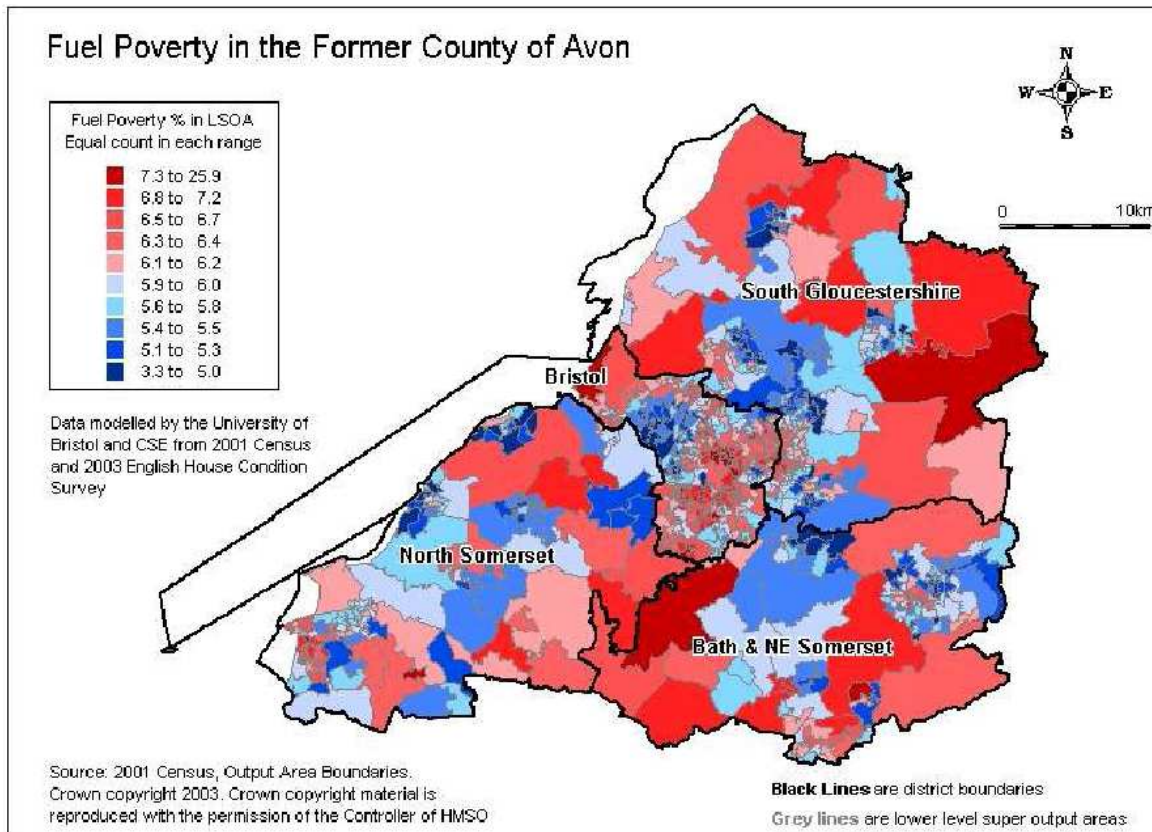 Fuel Poverty in the Former County of Avon
N
W E
S
Fuel Poverty % in LSOA
Equal count in each range
7.3 to 25.9
6.8 to 7.2
6.5 to 6.7
6.3 to 6.4
6.1 to 6.2
5.9 to 6.0
5.6 to 5.8
5.4 to 5.5
5.1 to 5.3
3.3 to 5.0
0 10km
South Gloucestershire
Bristol
Data modelled by the University of
Bristol and CSE from 2001 Census
and 2003 English House Condition
Survey
North Somerset
Bath & NE Somerset
Source: 2001 Census, Output Area Boundaries.
Crown copyright 2003. Crown copyright material is
reproduced with the permission of the Controller of HMSO
Black Lines are district boundaries
Grey lines are lower level super output areas